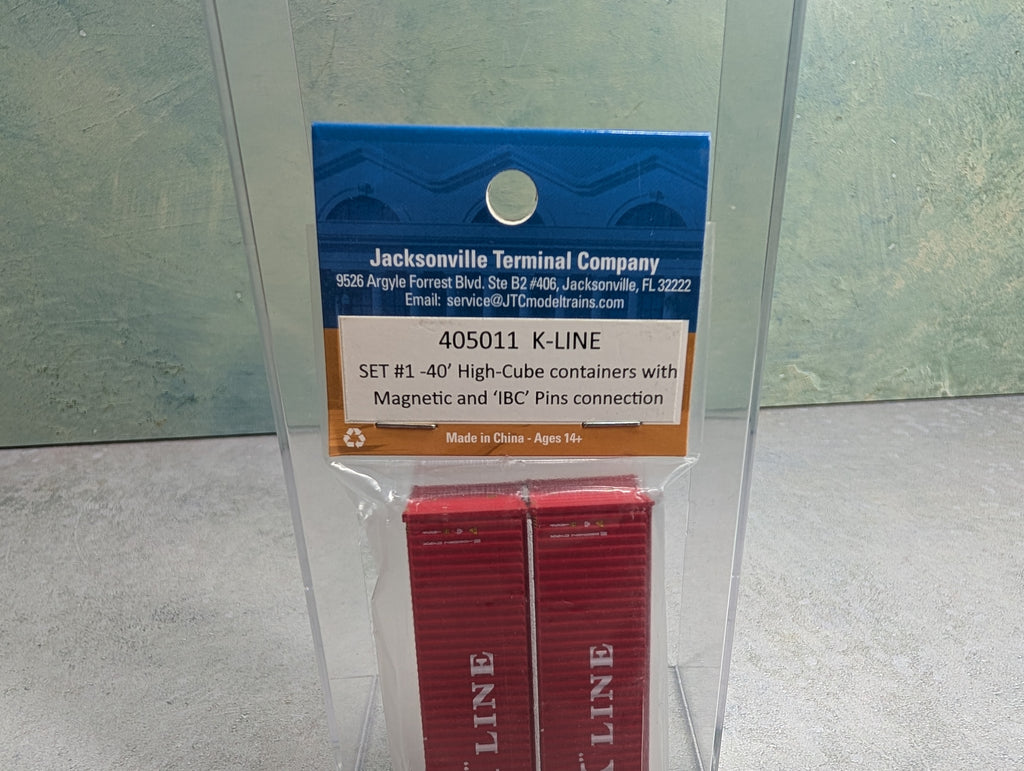 Jacksonville Terminal Company
9526 Argyle Forrest Blvd. Ste B2 #406, Jacksonville, FL 32222
Email: service@JTCmodeltrains.com
405011 K-LINE
SET #1 -40’ High-Cube containers with
Magnetic and ‘IBC’ Pins connection
Made in China - Ages 14+
LINE
LINE